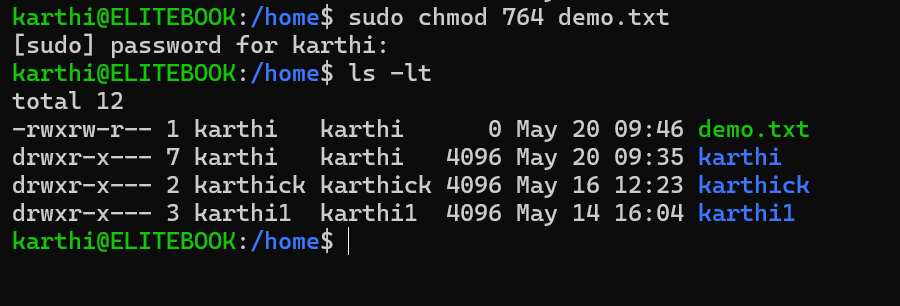 karthi@ELITEBOOK:/home$ sudo chmod 764 demo.txt
[sudo] password for karthi:
karthi@ELITEBOOK:/home$ ls -lt
total 12
-rwxrw-r-- 1 karthi   karthi      0 May 20 09:46 demo.txt
drwxr-x--- 7 karthi   karthi   4096 May 20 09:35 karthi
drwxr-x--- 2 karthick karthick 4096 May 16 12:23 karthick
drwxr-x--- 3 karthi1  karthi1  4096 May 14 16:04 karthi1
karthi@ELITEBOOK:/home$